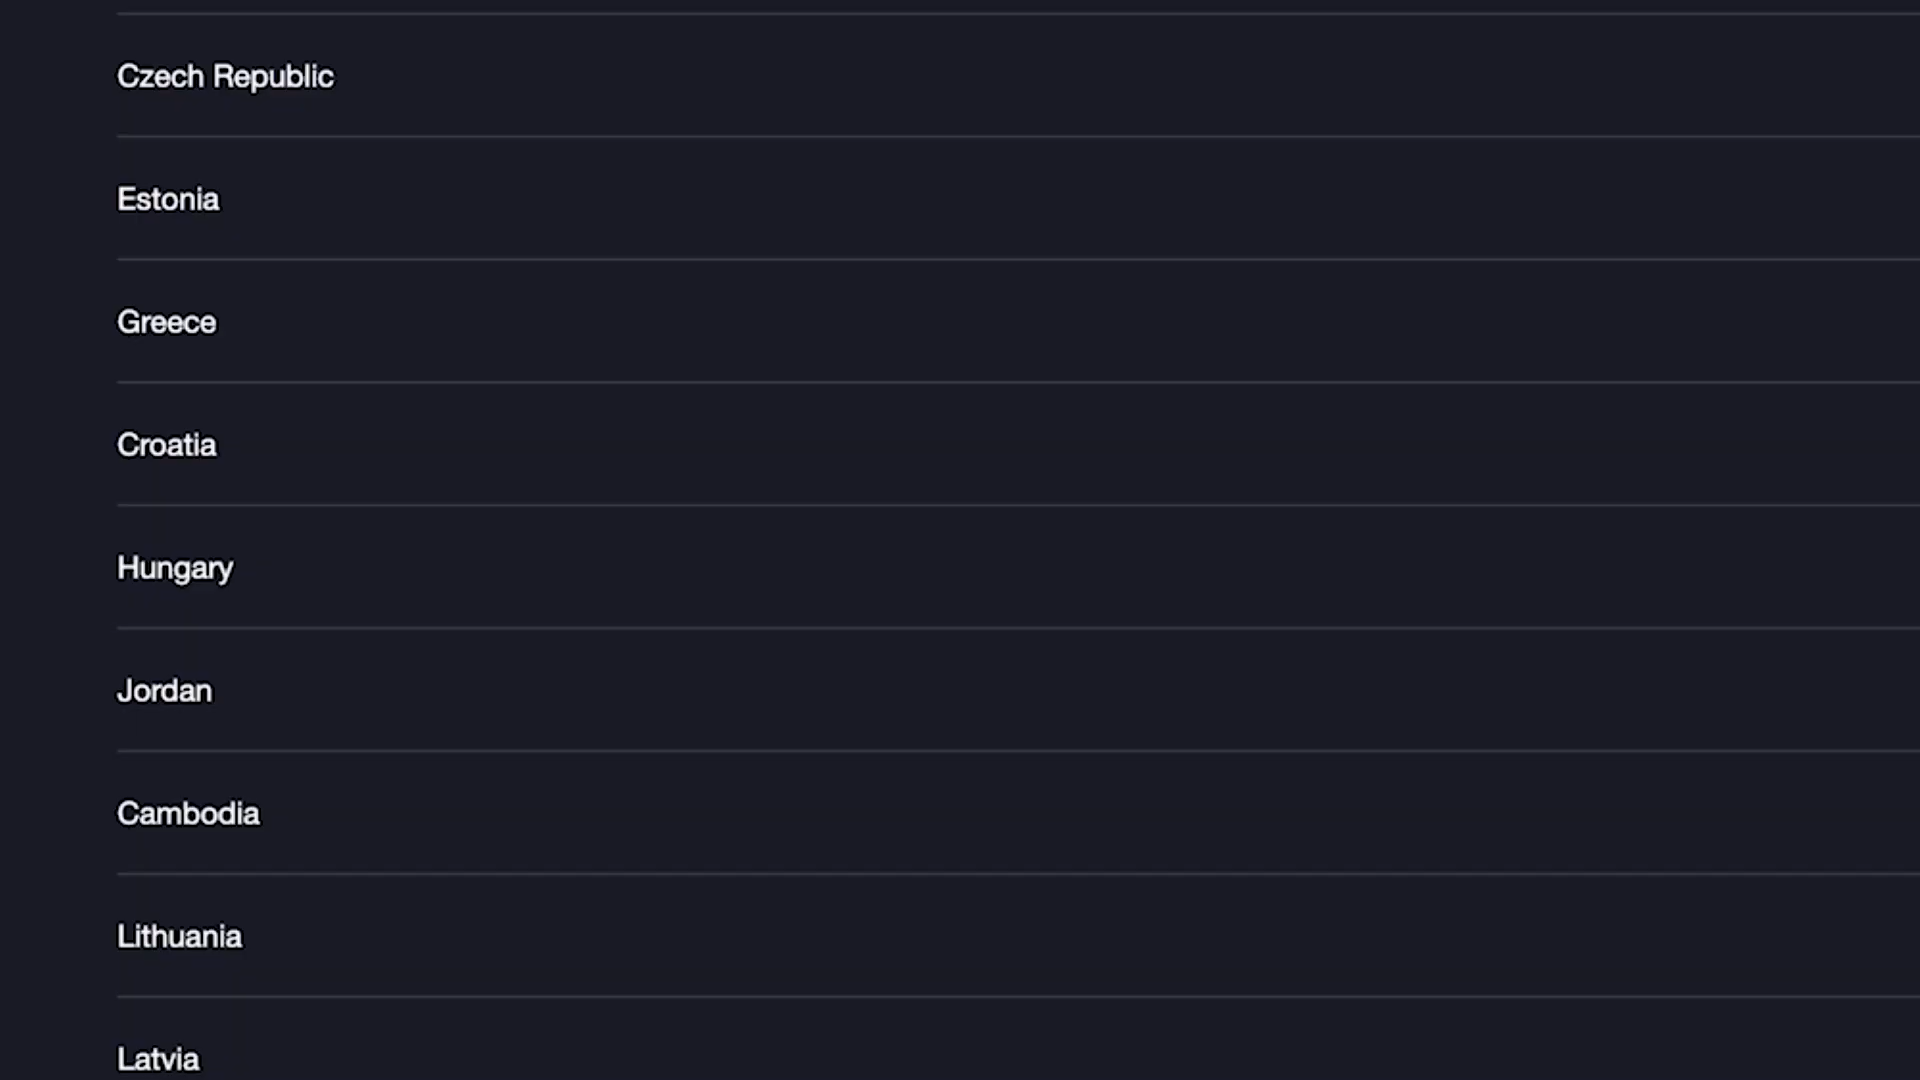 Czech Republic
Estonia
Greece
Croatia
Hungary
Jordan
Cambodia
Lithuania
Latvia